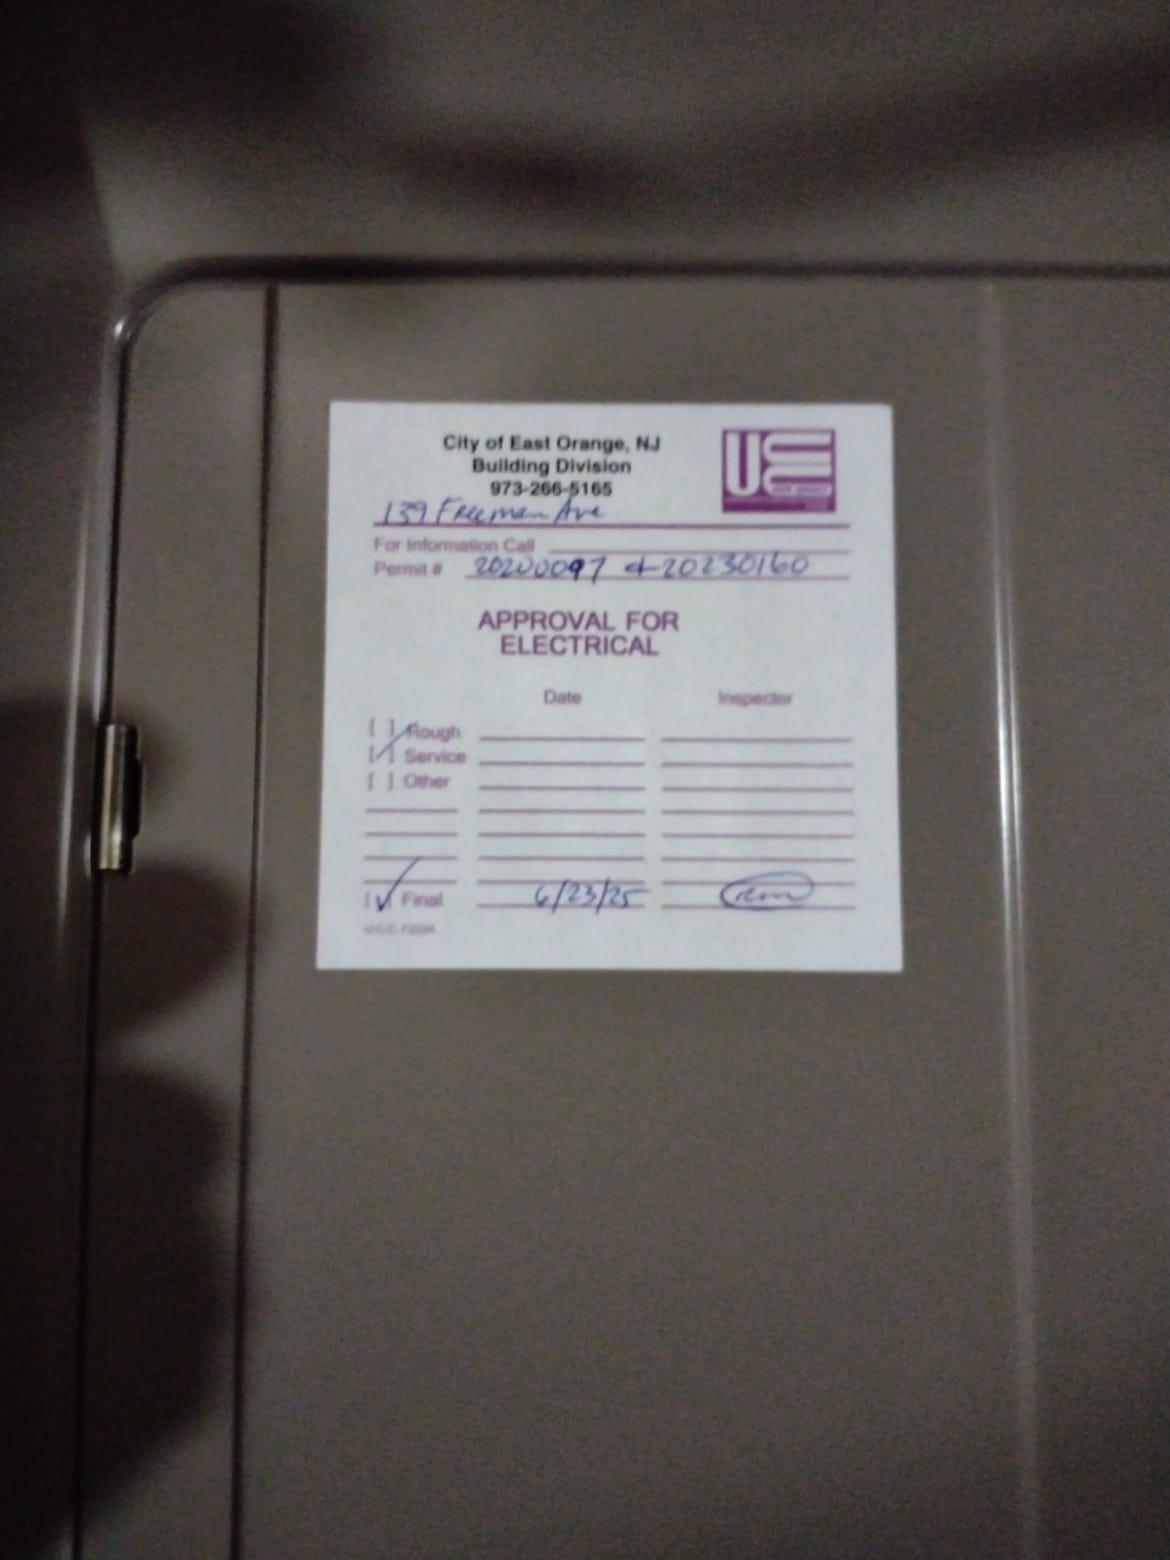 City of East Orange, NJ
Building Division
973-266-5165
UCC
139 Freeman Ave
For Information Call
Permit # 20200097 & 20230160
APPROVAL FOR
ELECTRICAL
Date Inspector
[ ] Rough
[✓] Service
[ ] Other
[✓] Final 6/23/25
U.C.C.